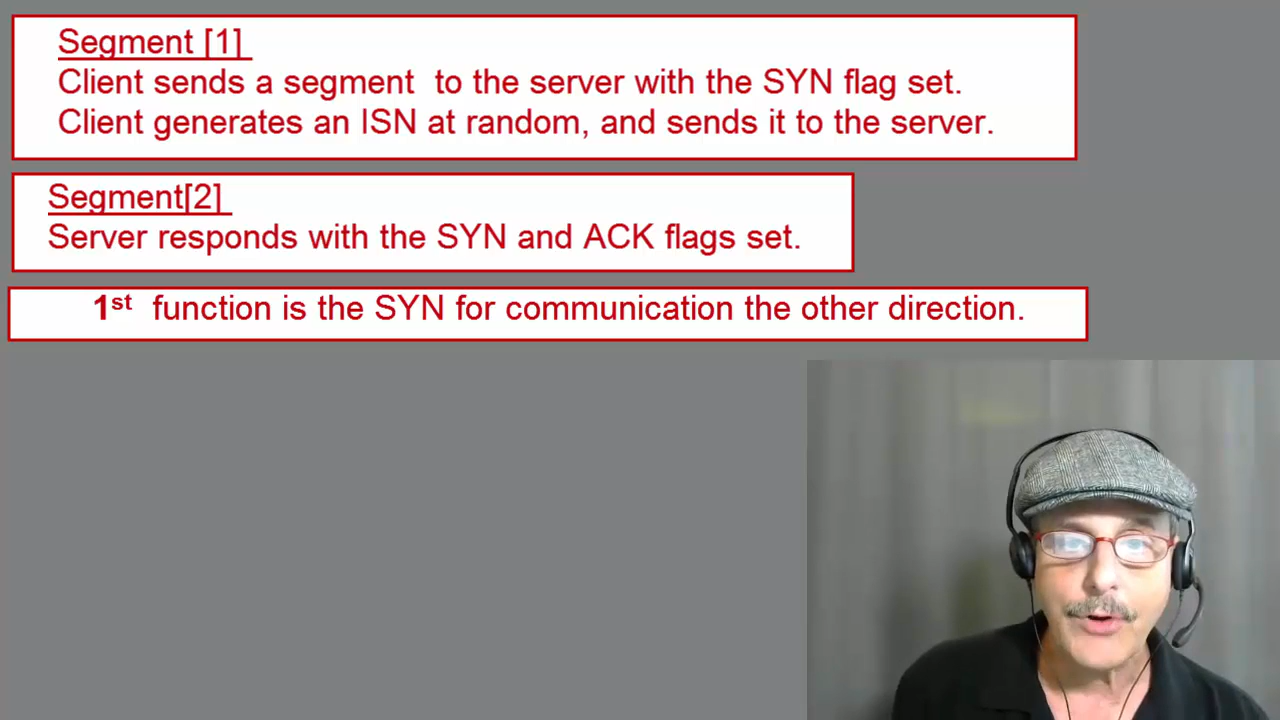 Segment [1]
Client sends a segment to the server with the SYN flag set.
Client generates an ISN at random, and sends it to the server.
Segment[2]
Server responds with the SYN and ACK flags set.
1st function is the SYN for communication the other direction.